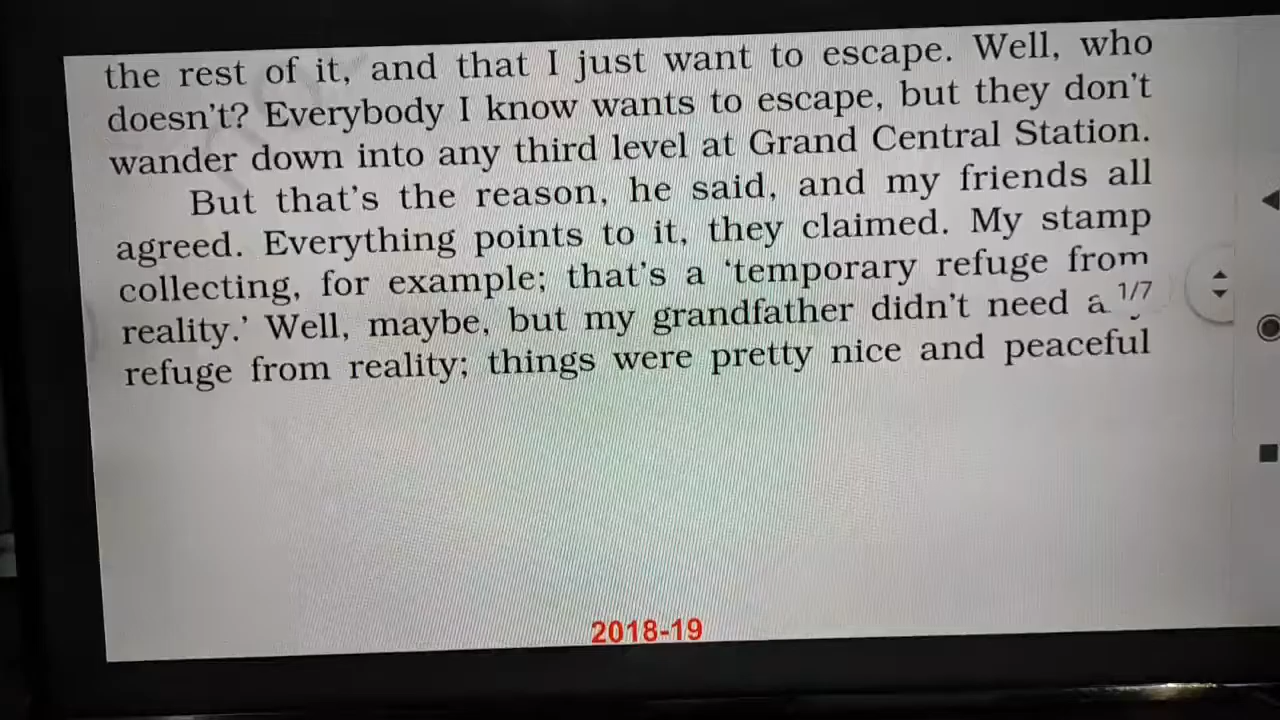 the rest of it, and that I just want to escape. Well, who
doesn't? Everybody I know wants to escape, but they don't
wander down into any third level at Grand Central Station.
But that's the reason, he said, and my friends all
agreed. Everything points to it, they claimed. My stamp
collecting, for example; that's a ‘temporary refuge from
reality.’ Well, maybe, but my grandfather didn't need a
1/7
refuge from reality; things were pretty nice and peaceful
2018-19